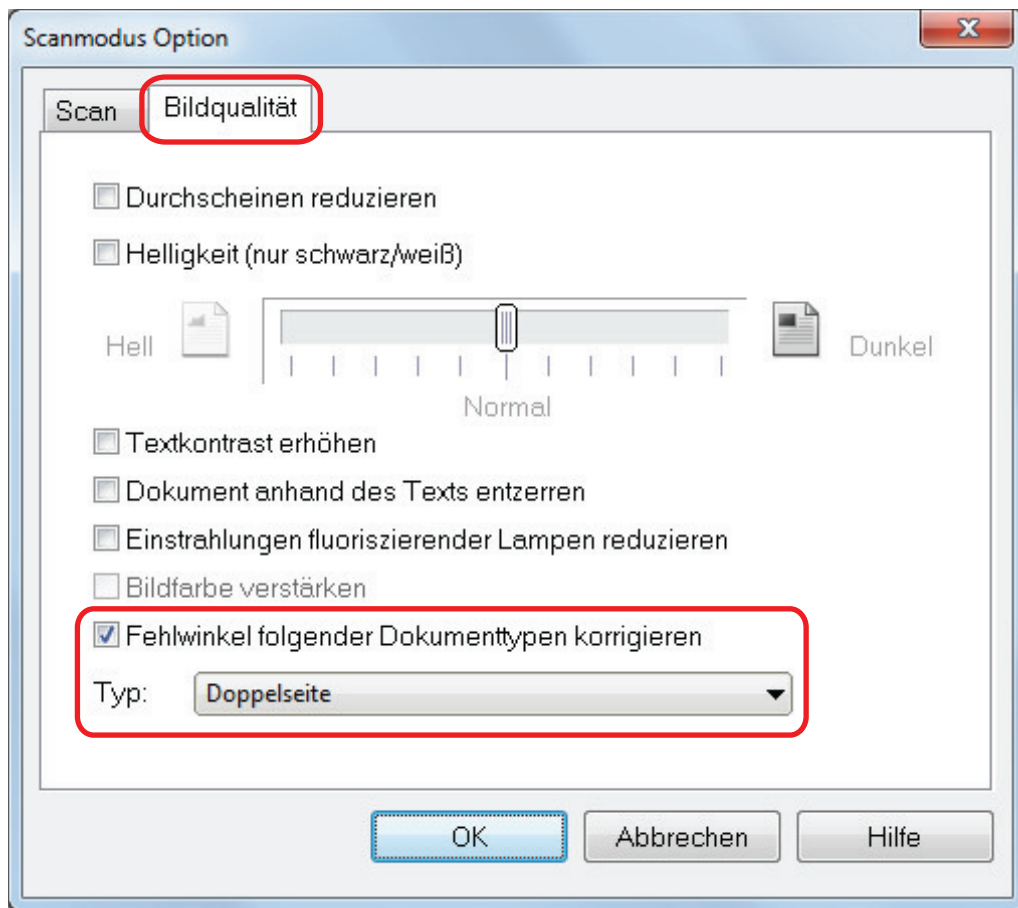 Scanmodus Option
Scan Bildqualität
Durchscheinen reduzieren
Helligkeit (nur schwarz/weiß)
Hell Dunkel
Normal
Textkontrast erhöhen
Dokument anhand des Texts entzerren
Einstrahlungen fluoriszierender Lampen reduzieren
Bildfarbe verstärken
Fehlwinkel folgender Dokumenttypen korrigieren
Typ: Doppelseite
OK Abbrechen Hilfe